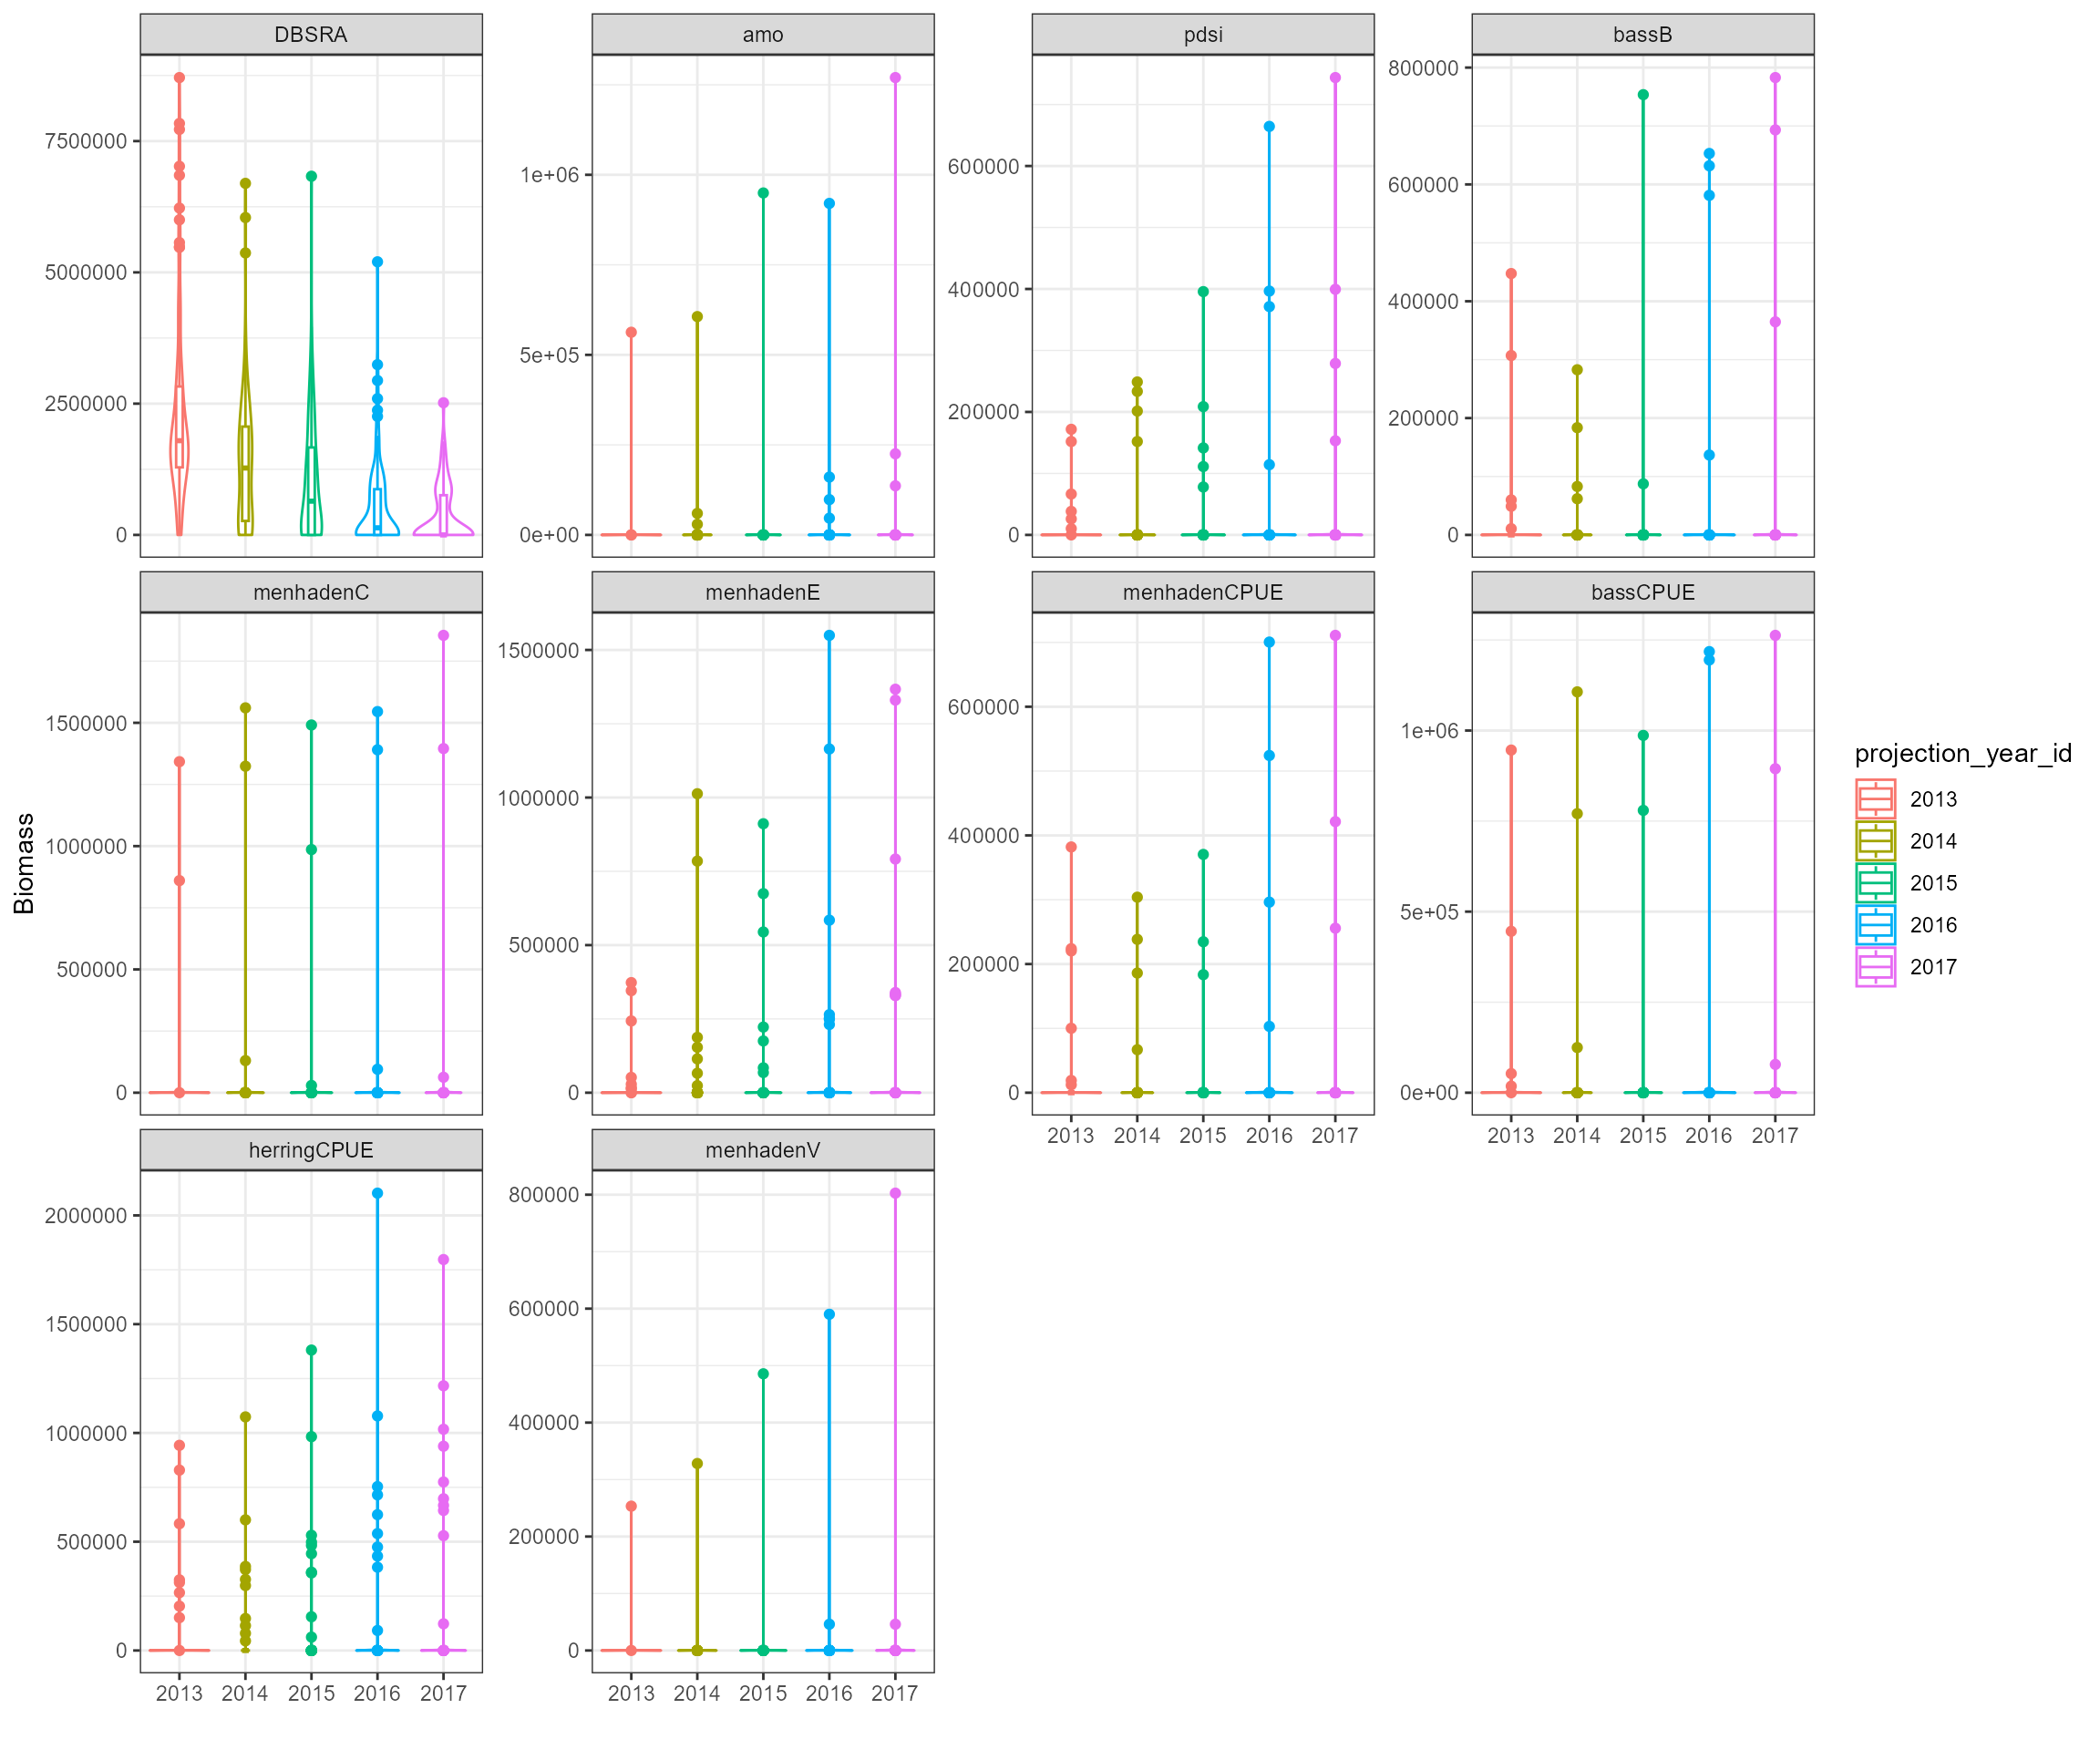 DBSRA
amo
pdsi
bassB
7500000
5000000
2500000
0
1e+06
5e+05
0e+00
600000
400000
200000
0
800000
600000
400000
200000
0
menhadenC
menhadenE
menhadenCPUE
bassCPUE
Biomass
1500000
1000000
500000
0
1500000
1000000
500000
0
600000
400000
200000
0
1e+06
5e+05
0e+00
2013 2014 2015 2016 2017
2013 2014 2015 2016 2017
projection_year_id
2013
2014
2015
2016
2017
herringCPUE
menhadenV
2000000
1500000
1000000
500000
0
800000
600000
400000
200000
0
2013 2014 2015 2016 2017
2013 2014 2015 2016 2017